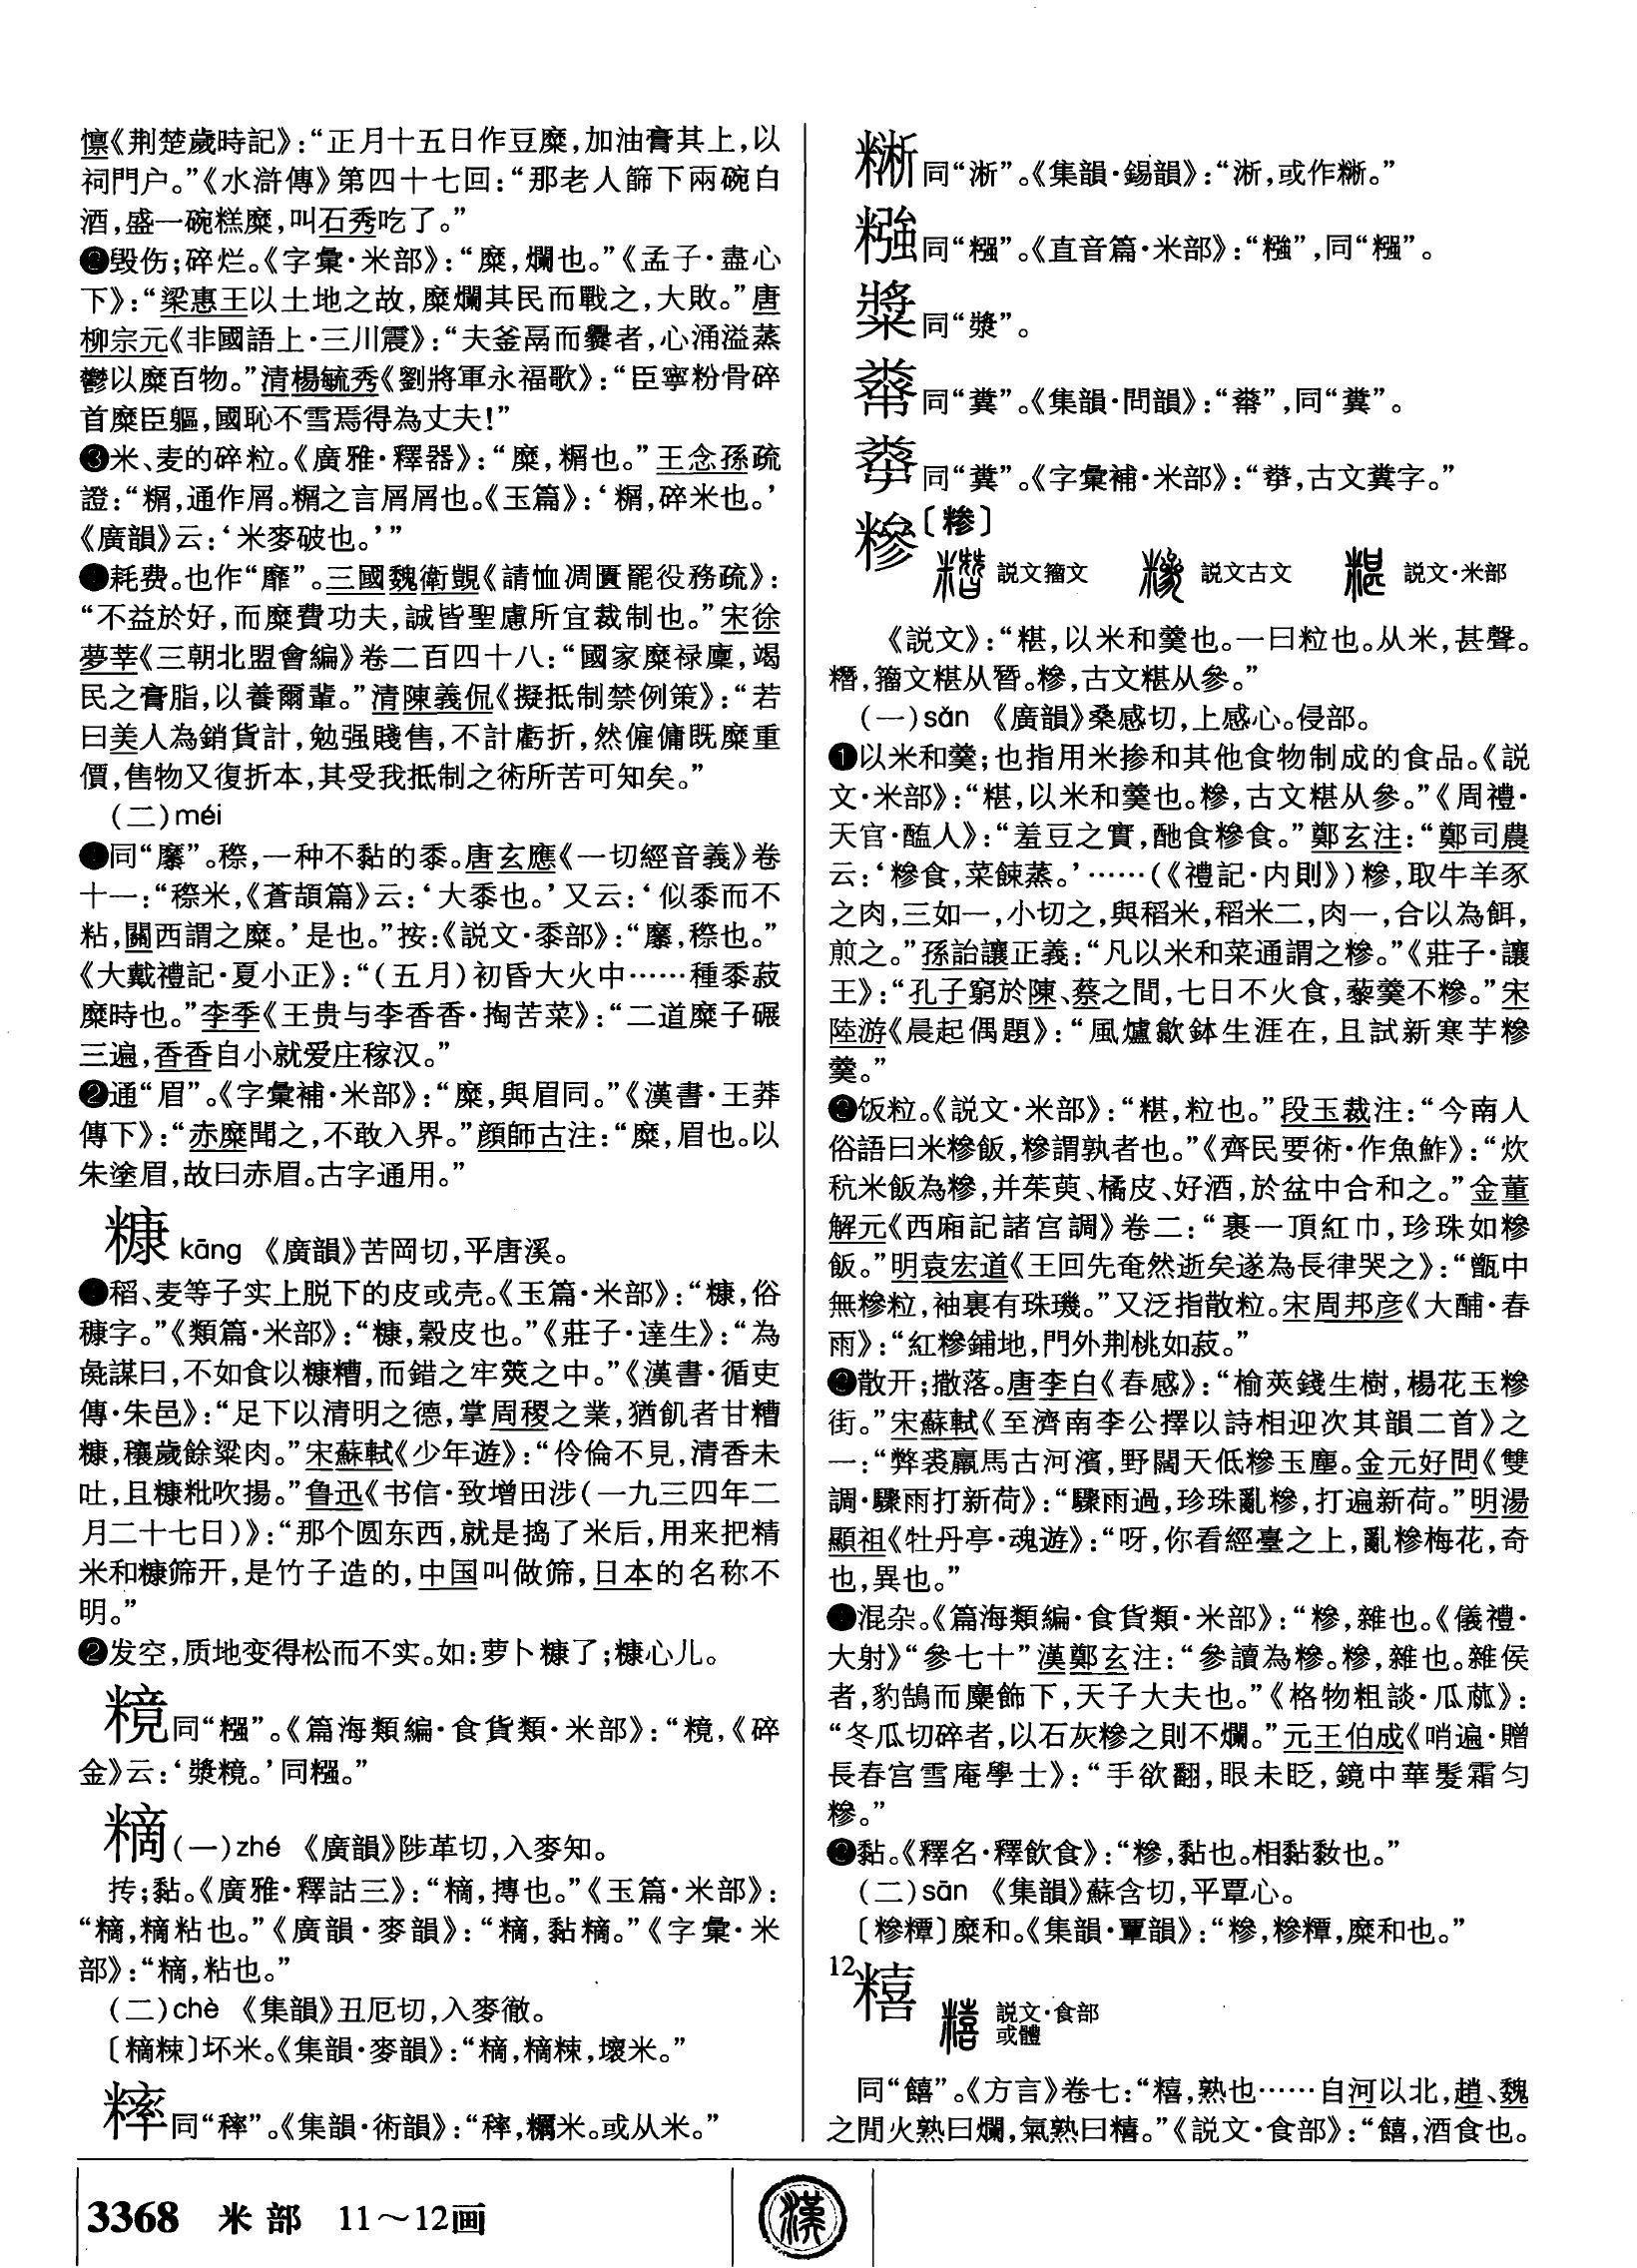 懔《荆楚歲時記》：“正月十五日作豆糜，加油膏其上，以
祠門户。”《水滸傳》第四十七回：“那老人篩下兩碗白
酒，盛一碗糕糜，叫石秀吃了。”
❷毁伤；碎烂。《字彙·米部》：“糜，爛也。”《孟子·盡心
下》：“梁惠王以土地之故，糜爛其民而戰之，大敗。”唐
柳宗元《非國語上·三川震》：“夫釜鬲而爨者，心涌溢蒸
鬱以糜百物。”清楊毓秀《劉將軍永福歌》：“臣寧粉骨碎
首糜臣軀，國恥不雪焉得為丈夫！”
❸米、麦的碎粒。《廣雅·釋器》：“糜，糏也。”王念孫疏
證：“糏，通作屑。糏之言屑屑也。《玉篇》：‘糏，碎米也。’
《廣韻》云：‘米麥破也。’”
❹耗费。也作“靡”。三國魏衛覬《請恤凋匱罷役務疏》：
“不益於好，而糜費功夫，誠皆聖慮所宜裁制也。”宋徐
夢莘《三朝北盟會編》卷二百四十八：“國家糜禄廩，竭
民之膏脂，以養爾輩。”清陳義侃《擬抵制禁例策》：“若
曰美人為銷貨計，勉强賤售，不計虧折，然僱傭既糜重
價，售物又復折本，其受我抵制之術所苦可知矣。”
(二)méi
❶同“穈”。穄，一种不黏的黍。唐玄應《一切經音義》卷
十一：“穄米，《蒼頡篇》云：‘大黍也。’又云：‘似黍而不
粘，關西謂之糜。’是也。”按：《説文·黍部》：“䵚，穄也。”
《大戴禮記·夏小正》：“(五月)初昏大火中……種黍菽
糜時也。”李季《王贵与李香香·掏苦菜》：“二道糜子碾
三遍，香香自小就爱庄稼汉。”
❷通“眉”。《字彙補·米部》：“糜，與眉同。”《漢書·王莽
傳下》：“赤糜聞之，不敢入界。”顔師古注：“糜，眉也。以
朱塗眉，故曰赤眉。古字通用。”
糠 kāng 《廣韻》苦岡切，平唐溪。
❶稻、麦等子实上脱下的皮或壳。《玉篇·米部》：“糠，俗
穅字。”《類篇·米部》：“糠，穀皮也。”《莊子·達生》：“為
彘謀曰，不如食以糠糟，而錯之牢筴之中。”《漢書·循吏
傳·朱邑》：“足下以清明之德，掌周稷之業，猶飢者甘糟
糠，穰歲餘粱肉。”宋蘇軾《少年遊》：“伶倫不見，清香未
吐，且糠粃吹揚。”鲁迅《书信·致增田涉(一九三四年二
月二十七日)》：“那个圆东西，就是捣了米后，用来把精
米和糠筛开，是竹子造的，中国叫做筛，日本的名称不
明。”
❷发空，质地变得松而不实。如：萝卜糠了；糠心儿。
糡同“糨”。《篇海類編·食貨類·米部》：“糡，《碎
金》云：‘漿糡。’同糨。”
䊞(一)zhé 《廣韻》陟革切，入麥知。
抟；黏。《廣雅·釋詁三》：“䊞，摶也。”《玉篇·米部》：
“䊞，䊞粘也。”《廣韻·麥韻》：“䊞，黏䊞。”《字彙·米
部》：“䊞，粘也。”
(二)chè 《集韻》丑厄切，入麥徹。
〔䊞㯥〕坏米。《集韻·麥韻》：“䊞，䊞，壞米。”
同“䅞”。《集韻·術韻》：“䅞，糲米。或从米。”
同“淅”。《集韻·錫韻》：“淅，或作。”
糨同“糨”。《直音篇·米部》：“糨”，同“糨”。
同“漿”。
同“糞”。《集韻·問韻》：“”，同“糞”。
同“糞”。《字彙補·米部》：“，古文糞字。”
糝〔糁〕
説文籀文 説文古文 説文·米部
《説文》：“糂，以米和羹也。一曰粒也。从米，甚聲。
糣，籀文糂从朁。糝，古文糂从參。”
(一)sǎn 《廣韻》桑感切，上感心。侵部。
❶以米和羹；也指用米掺和其他食物制成的食品。《説
文·米部》：“糂，以米和羹也。糝，古文糂从參。”《周禮·
天官·醢人》：“羞豆之實，酏食糝食。”鄭玄注：“鄭司農
云：‘糝食，菜餗蒸。’……(《禮記·内則》)糝，取牛羊豕
之肉，三如一，小切之，與稻米，稻米二，肉一，合以為餌，
煎之。”孫詒讓正義：“凡以米和菜通謂之糝。”《莊子·讓
王》：“孔子窮於陳、蔡之間，七日不火食，藜羹不糝。”宋
陸游《晨起偶題》：“風爐歙鉢生涯在，且試新寒芋糝
羹。”
❷饭粒。《説文·米部》：“糂，粒也。”段玉裁注：“今南人
俗語曰米糝飯，糝謂孰者也。”《齊民要術·作魚鮓》：“炊
秔米飯為糝，并茱萸、橘皮、好酒，於盆中合和之。”金董
解元《西廂記諸宫調》卷二：“裹一頂紅巾，珍珠如糝
飯。”明袁宏道《王回先奄然逝矣遂為長律哭之》：“甑中
無糝粒，袖裏有珠璣。”又泛指散粒。宋周邦彦《大酺·春
雨》：“紅糝鋪地，門外荆桃如菽。”
❸散开；撒落。唐李白《春感》：“榆莢錢生樹，楊花玉糝
街。”宋蘇軾《至濟南李公擇以詩相迎次其韻二首》之
一：“弊裘羸馬古河濱，野闊天低糝玉塵。金元好問《雙
調·驟雨打新荷》：“驟雨過，珍珠亂糝，打遍新荷。”明湯
顯祖《牡丹亭·魂遊》：“呀，你看經臺之上，亂糝梅花，奇
也，異也。”
❹混杂。《篇海類編·食貨類·米部》：“糝，雜也。《儀禮·
大射》“參七十”漢鄭玄注：“參讀為糝。糝，雜也。雜侯
者，豹鵠而麋飾下，天子大夫也。”《格物粗談·瓜蓏》：
“冬瓜切碎者，以石灰糝之則不爛。”元王伯成《哨遍·贈
長春宫雪庵學士》：“手欲翻，眼未眨，鏡中華髮霜匀
糝。”
❷黏。《釋名·釋飲食》：“糝，黏也。相黏䵑也。”
(二)sān 《集韻》蘇含切，平覃心。
〔糝糧〕糜和。《集韻·覃韻》：“糝，糝糧，糜和也。”
12 糦 説文·食部
或體
同“饎”。《方言》卷七：“糦，熟也……自河以北，趙、魏
之閒火熟曰爛，氣熟曰糦。”《説文·食部》：“饎，酒食也。
3368 米部 11～12画
漢